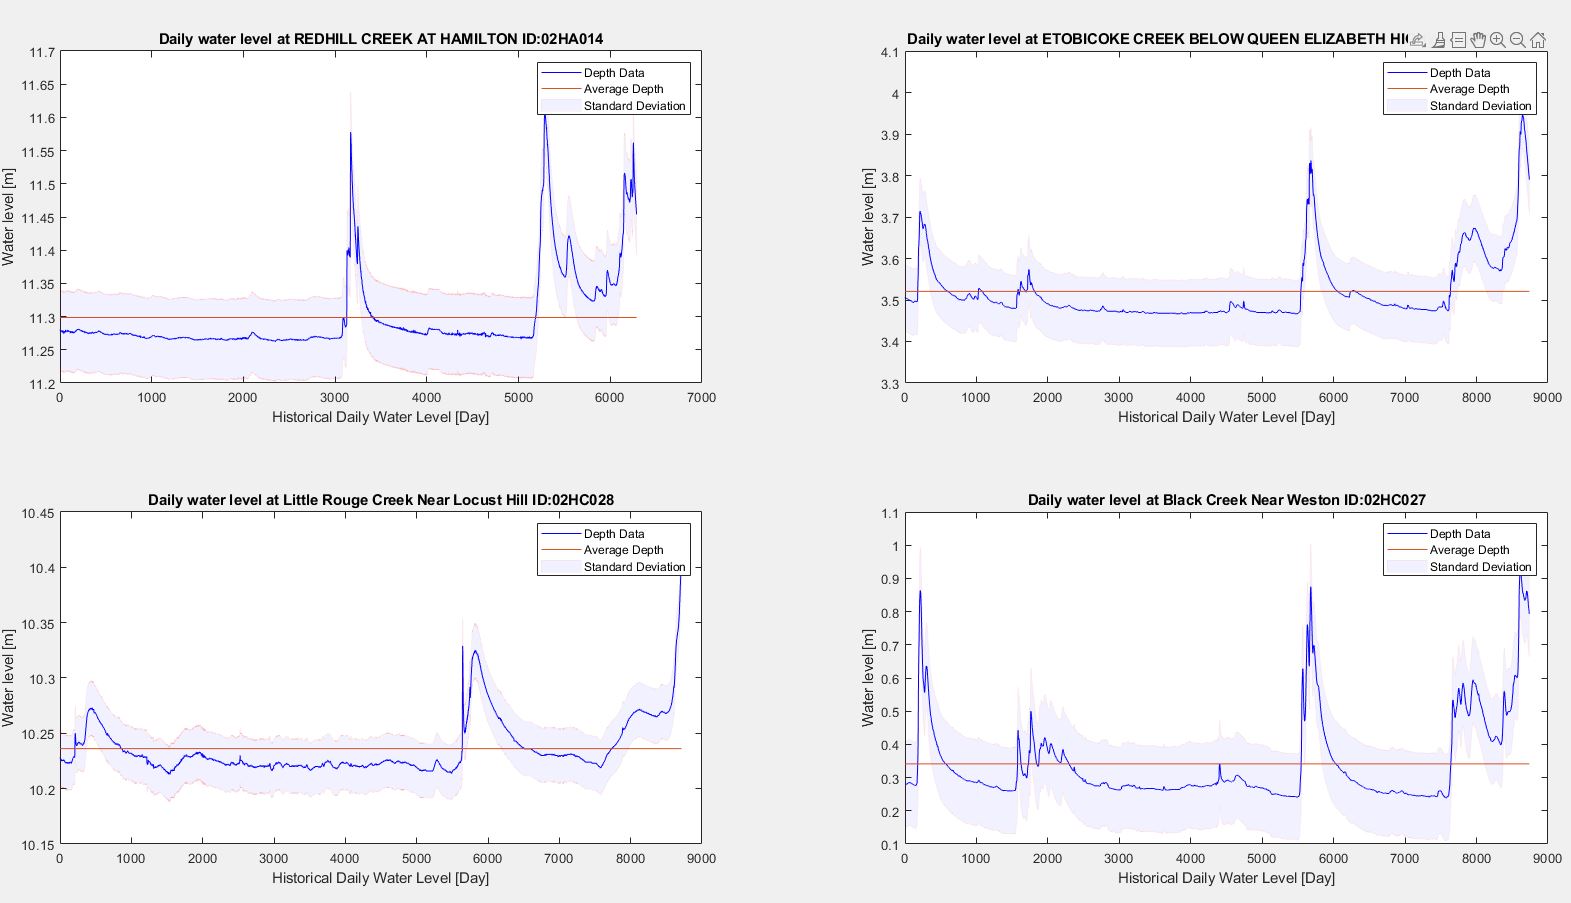 Daily water level at REDHILL CREEK AT HAMILTON ID:02HA014
11.7
11.65
11.6
11.55
11.5
11.45
11.4
11.35
11.3
11.25
11.2
Water level [m]
0 1000 2000 3000 4000 5000 6000 7000
Historical Daily Water Level [Day]
Depth Data
Average Depth
Standard Deviation
Daily water level at ETOBICOKE CREEK BELOW QUEEN ELIZABETH HIG
4.1
4
3.9
3.8
3.7
3.6
3.5
3.4
3.3
Water level [m]
0 1000 2000 3000 4000 5000 6000 7000 8000 9000
Historical Daily Water Level [Day]
Depth Data
Average Depth
Standard Deviation
Daily water level at Little Rouge Creek Near Locust Hill ID:02HC028
10.45
10.4
10.35
10.3
10.25
10.2
10.15
Water level [m]
0 1000 2000 3000 4000 5000 6000 7000 8000 9000
Historical Daily Water Level [Day]
Depth Data
Average Depth
Standard Deviation
Daily water level at Black Creek Near Weston ID:02HC027
1.1
1
0.9
0.8
0.7
0.6
0.5
0.4
0.3
0.2
0.1
Water level [m]
0 1000 2000 3000 4000 5000 6000 7000 8000 9000
Historical Daily Water Level [Day]
Depth Data
Average Depth
Standard Deviation